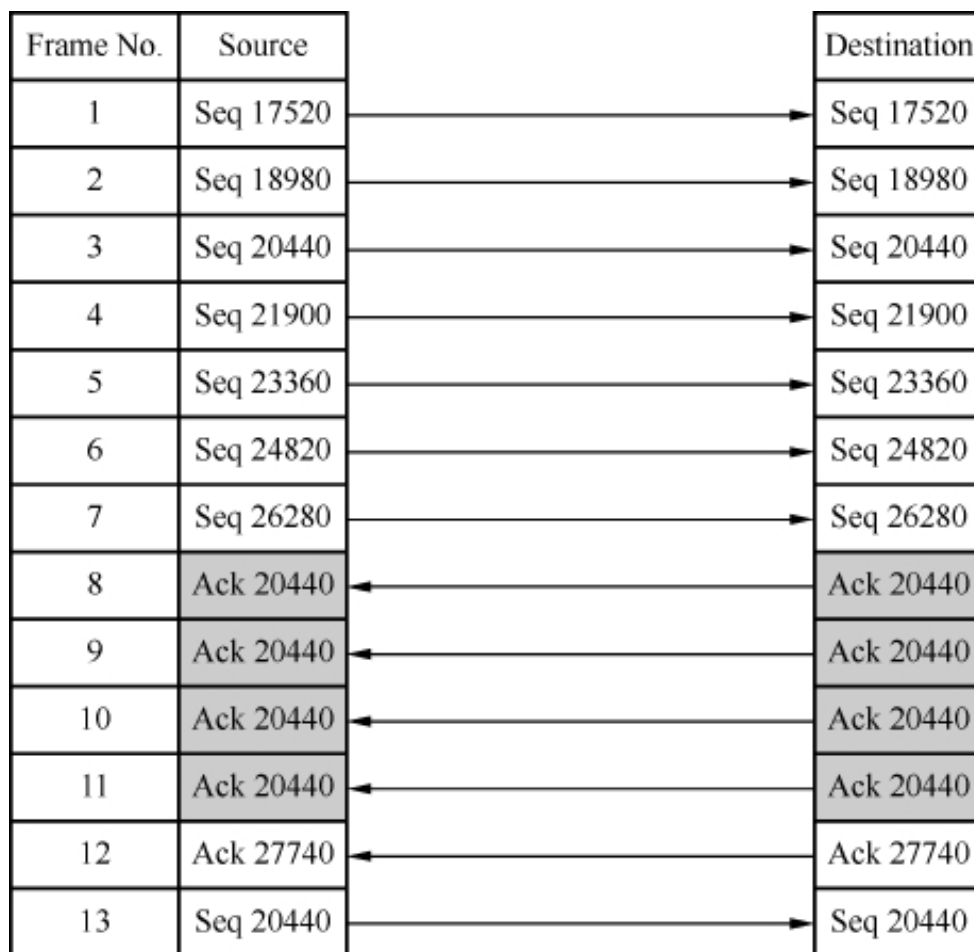 Frame No. Source Destination
1 Seq 17520 Seq 17520
2 Seq 18980 Seq 18980
3 Seq 20440 Seq 20440
4 Seq 21900 Seq 21900
5 Seq 23360 Seq 23360
6 Seq 24820 Seq 24820
7 Seq 26280 Seq 26280
8 Ack 20440 Ack 20440
9 Ack 20440 Ack 20440
10 Ack 20440 Ack 20440
11 Ack 20440 Ack 20440
12 Ack 27740 Ack 27740
13 Seq 20440 Seq 20440